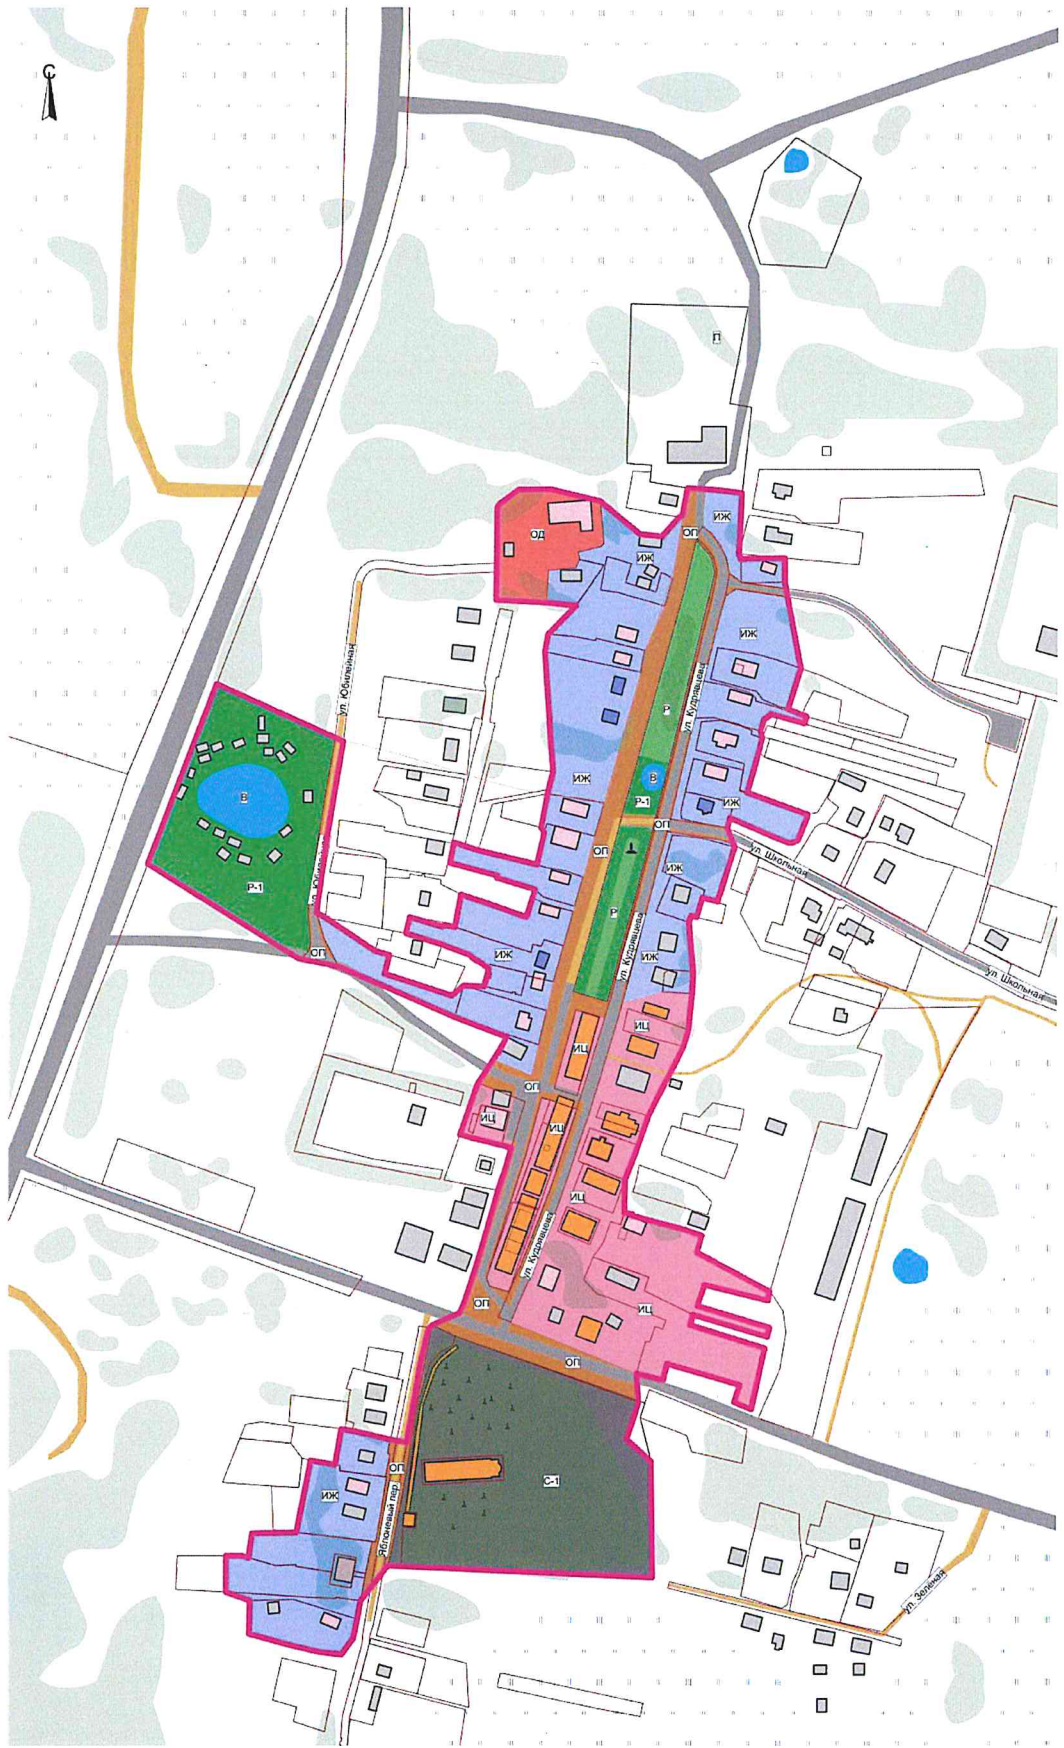 С
П
ИЖ
ОП
ОД
ИЖ
ИЖ
ул. Юбилейная
ул. Кудрявцева
Р
ИЖ
В
В
Р-1
ИЖ
ОП
ул. Школьная
ОП
ИЖ
Р-1
Р
ул. Кудрявцева
ОП
ИЖ
ИЖ
ул. Школьная
ИЦ
ИЦ
ОП
ИЦ
ИЦ
ИЦ
ул. Кудрявцева
ОП
ИЦ
ОП
ОП
С-1
ИЖ
Яблоневый пер.
ул. Зеленая